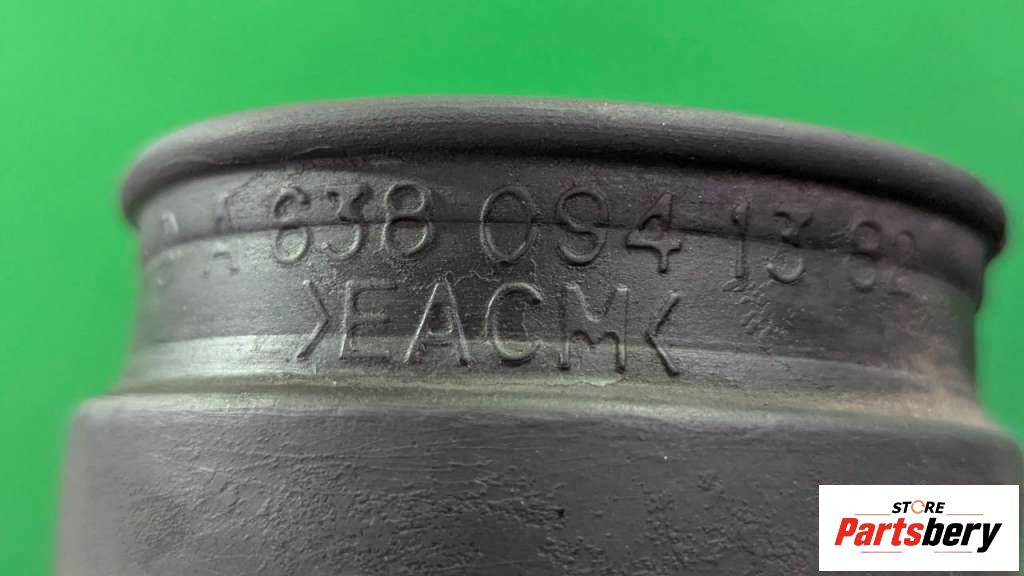 A 638 094 13 82
>EACM<
STORE
Partsbery